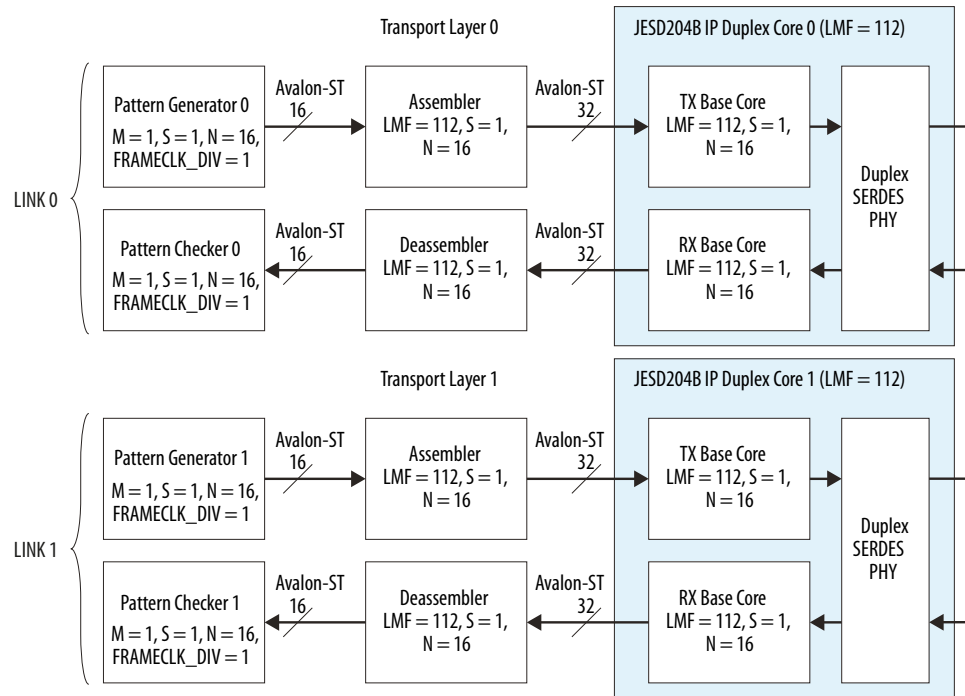 Transport Layer 0
JESD204B IP Duplex Core 0 (LMF = 112)
LINK 0
Pattern Generator 0
M = 1, S = 1, N = 16,
FRAMECLK_DIV = 1
Avalon-ST
16
Assembler
LMF = 112, S = 1,
N = 16
Avalon-ST
32
TX Base Core
LMF = 112, S = 1,
N = 16
Duplex
SERDES
PHY
Pattern Checker 0
M = 1, S = 1, N = 16,
FRAMECLK_DIV = 1
Avalon-ST
16
Deassembler
LMF = 112, S = 1,
N = 16
Avalon-ST
32
RX Base Core
LMF = 112, S = 1,
N = 16
Transport Layer 1
JESD204B IP Duplex Core 1 (LMF = 112)
LINK 1
Pattern Generator 1
M = 1, S = 1, N = 16,
FRAMECLK_DIV = 1
Avalon-ST
16
Assembler
LMF = 112, S = 1,
N = 16
Avalon-ST
32
TX Base Core
LMF = 112, S = 1,
N = 16
Duplex
SERDES
PHY
Pattern Checker 1
M = 1, S = 1, N = 16,
FRAMECLK_DIV = 1
Avalon-ST
16
Deassembler
LMF = 112, S = 1,
N = 16
Avalon-ST
32
RX Base Core
LMF = 112, S = 1,
N = 16